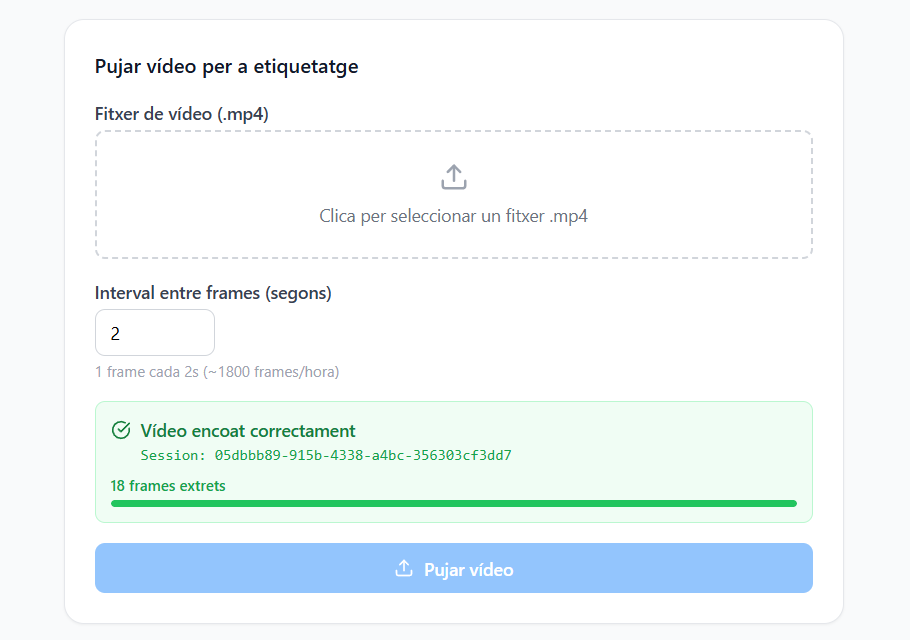 Pujar vídeo per a etiquetatge
Fitxer de vídeo (.mp4)
Clica per seleccionar un fitxer .mp4
Interval entre frames (segons)
2
1 frame cada 2s (~1800 frames/hora)
Vídeo encoat correctament
Session: 05dbbb89-915b-4338-a4bc-356303cf3dd7
18 frames extrets
Pujar vídeo